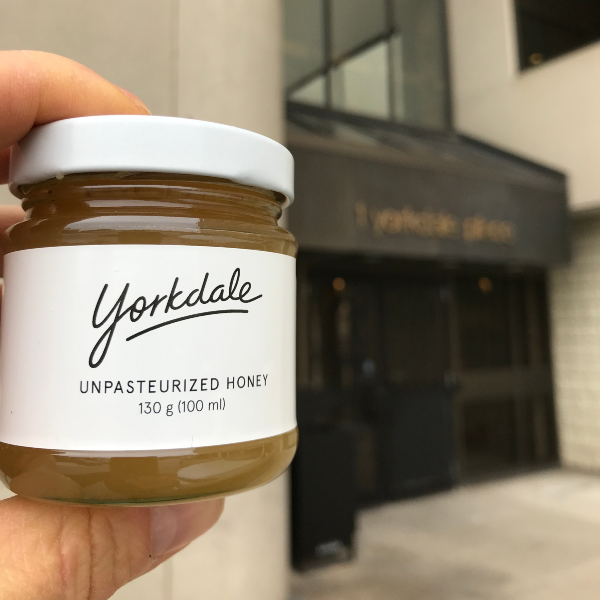 Yorkdale
UNPASTEURIZED HONEY
130 g (100 ml)
1 yorkdale place